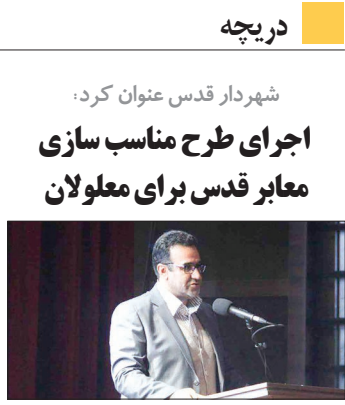 دریچه
شهردار قدس عنوان کرد:
اجرای طرح مناسب سازی
معابر قدس برای معلولان